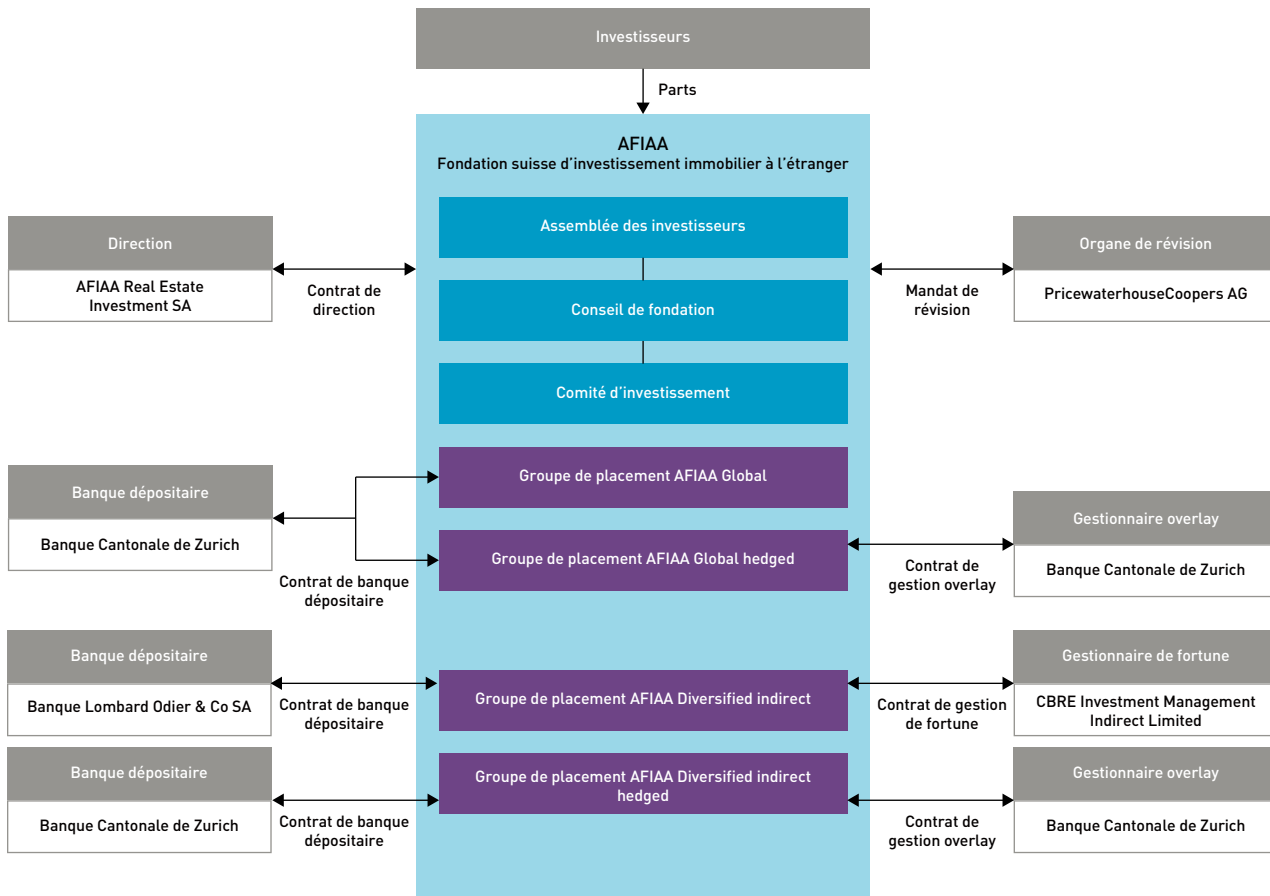 Investisseurs
Parts
AFIAA
Fondation suisse d’investissement immobilier à l’étranger
Assemblée des investisseurs
Direction
AFIAA Real Estate
Investment SA
Contrat de
direction
Organe de révision
PricewaterhouseCoopers AG
Mandat de
révision
Conseil de fondation
Comité d’investissement
Groupe de placement AFIAA Global
Banque dépositaire
Banque Cantonale de Zurich
Contrat de banque
dépositaire
Groupe de placement AFIAA Global hedged
Contrat de
gestion overlay
Gestionnaire overlay
Banque Cantonale de Zurich
Banque dépositaire
Banque Lombard Odier & Co SA
Contrat de banque
dépositaire
Groupe de placement AFIAA Diversified indirect
Contrat de gestion
de fortune
Gestionnaire de fortune
CBRE Investment Management
Indirect Limited
Banque dépositaire
Banque Cantonale de Zurich
Contrat de banque
dépositaire
Groupe de placement AFIAA Diversified indirect
hedged
Contrat de
gestion overlay
Gestionnaire overlay
Banque Cantonale de Zurich